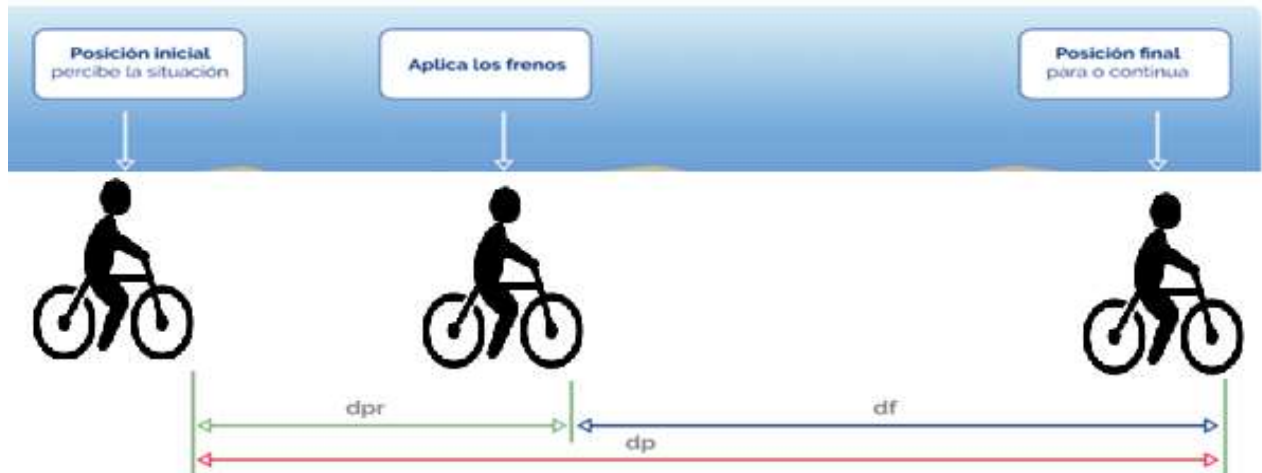 Posición inicial
percibe la situación
Aplica los frenos
Posición final
para o continua
dpr
df
dp